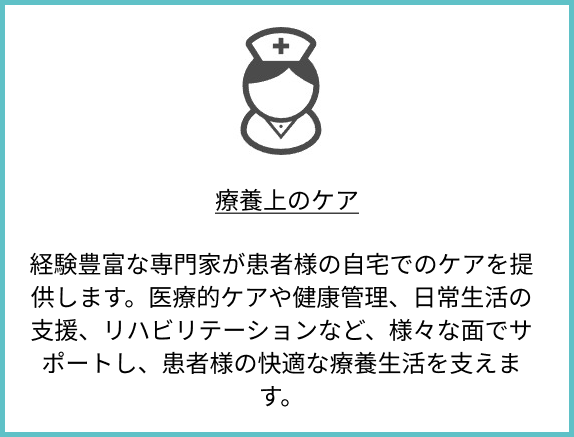 療養上のケア
経験豊富な専門家が患者様の自宅でのケアを提
供します。医療的ケアや健康管理、日常生活の
支援、リハビリテーションなど、様々な面でサ
ポートし、患者様の快適な療養生活を支えま
す。